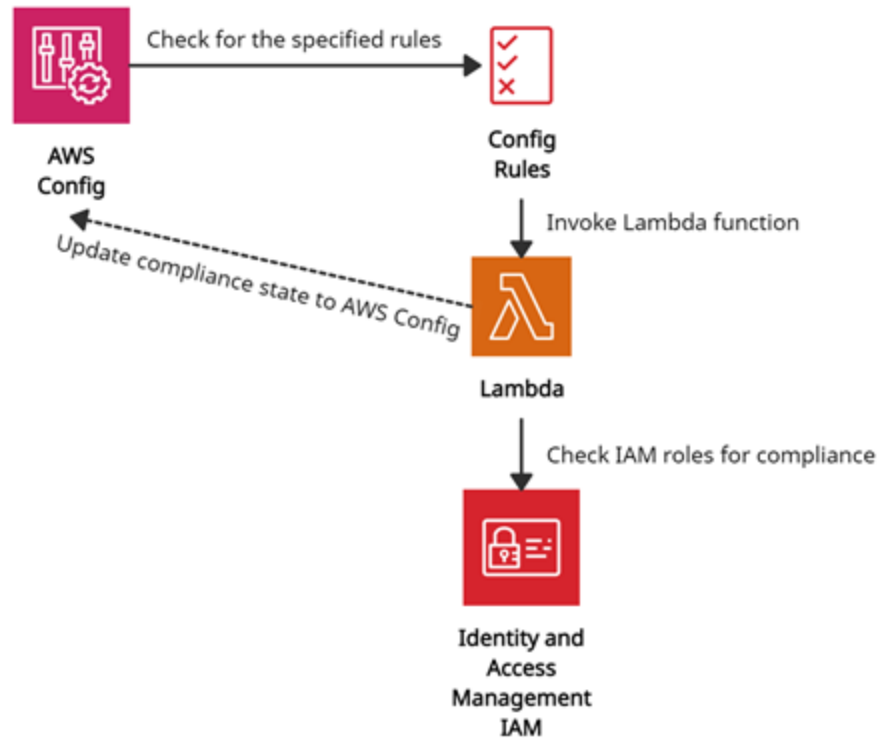 Check for the specified rules
AWS
Config
Config
Rules
Invoke Lambda function
Update compliance state to AWS Config
Lambda
Check IAM roles for compliance
Identity and
Access
Management
IAM